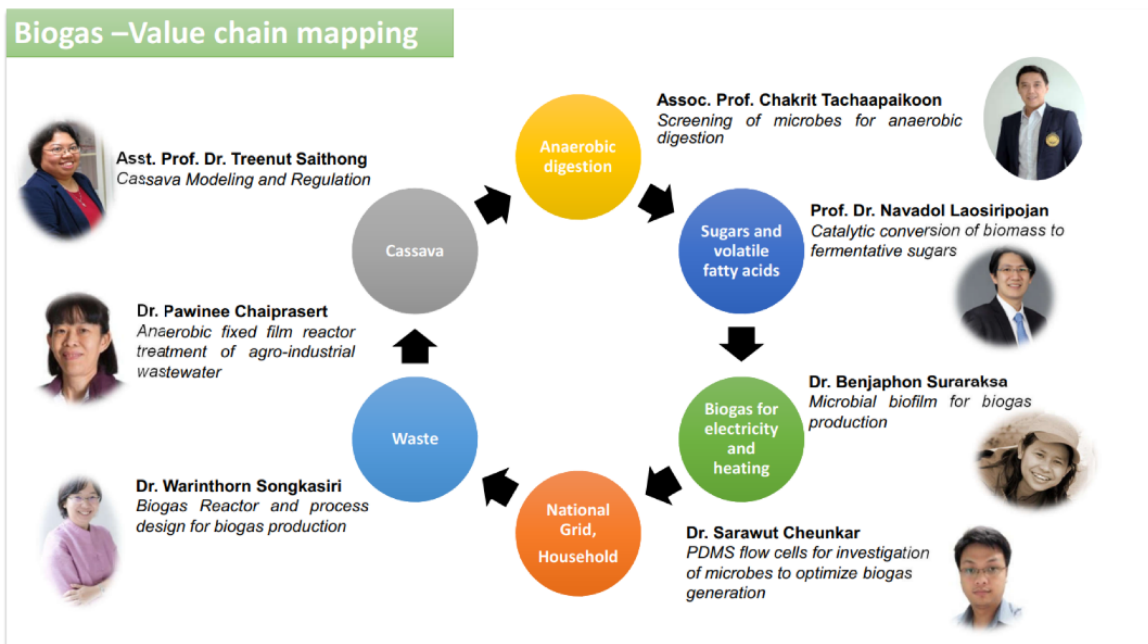 Biogas –Value chain mapping
Asst. Prof. Dr. Treenut Saithong
Cassava Modeling and Regulation
Dr. Pawinee Chaiprasert
Anaerobic fixed film reactor
treatment of agro-industrial
wastewater
Dr. Warinthorn Songkasiri
Biogas Reactor and process
design for biogas production
Anaerobic
digestion
Sugars and
volatile
fatty acids
Biogas for
electricity
and
heating
National
Grid,
Household
Waste
Cassava
Assoc. Prof. Chakrit Tachaapaikoon
Screening of microbes for anaerobic
digestion
Prof. Dr. Navadol Laosiripojan
Catalytic conversion of biomass to
fermentative sugars
Dr. Benjaphon Suraraksa
Microbial biofilm for biogas
production
Dr. Sarawut Cheunkar
PDMS flow cells for investigation
of microbes to optimize biogas
generation